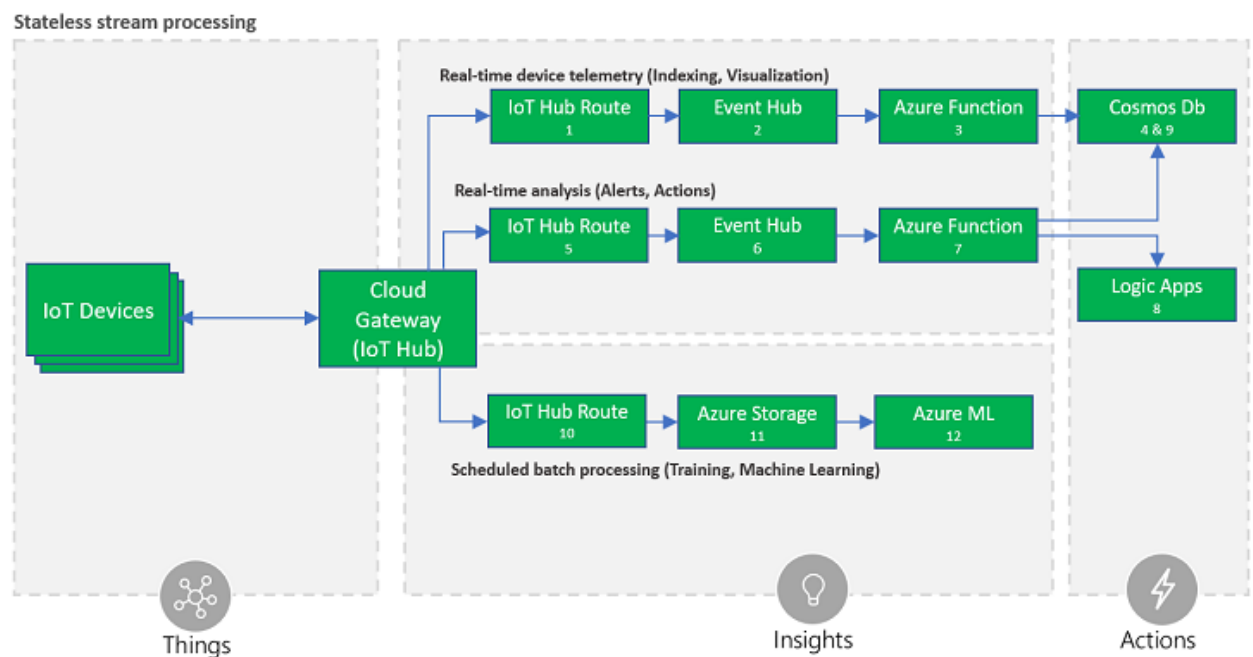 Stateless stream processing
Real-time device telemetry (Indexing, Visualization)
IoT Hub Route
1
Event Hub
2
Azure Function
3
Cosmos Db
4 & 9
Real-time analysis (Alerts, Actions)
IoT Hub Route
5
Event Hub
6
Azure Function
7
Logic Apps
8
IoT Devices
Cloud
Gateway
(IoT Hub)
IoT Hub Route
10
Azure Storage
11
Azure ML
12
Scheduled batch processing (Training, Machine Learning)
Things
Insights
Actions